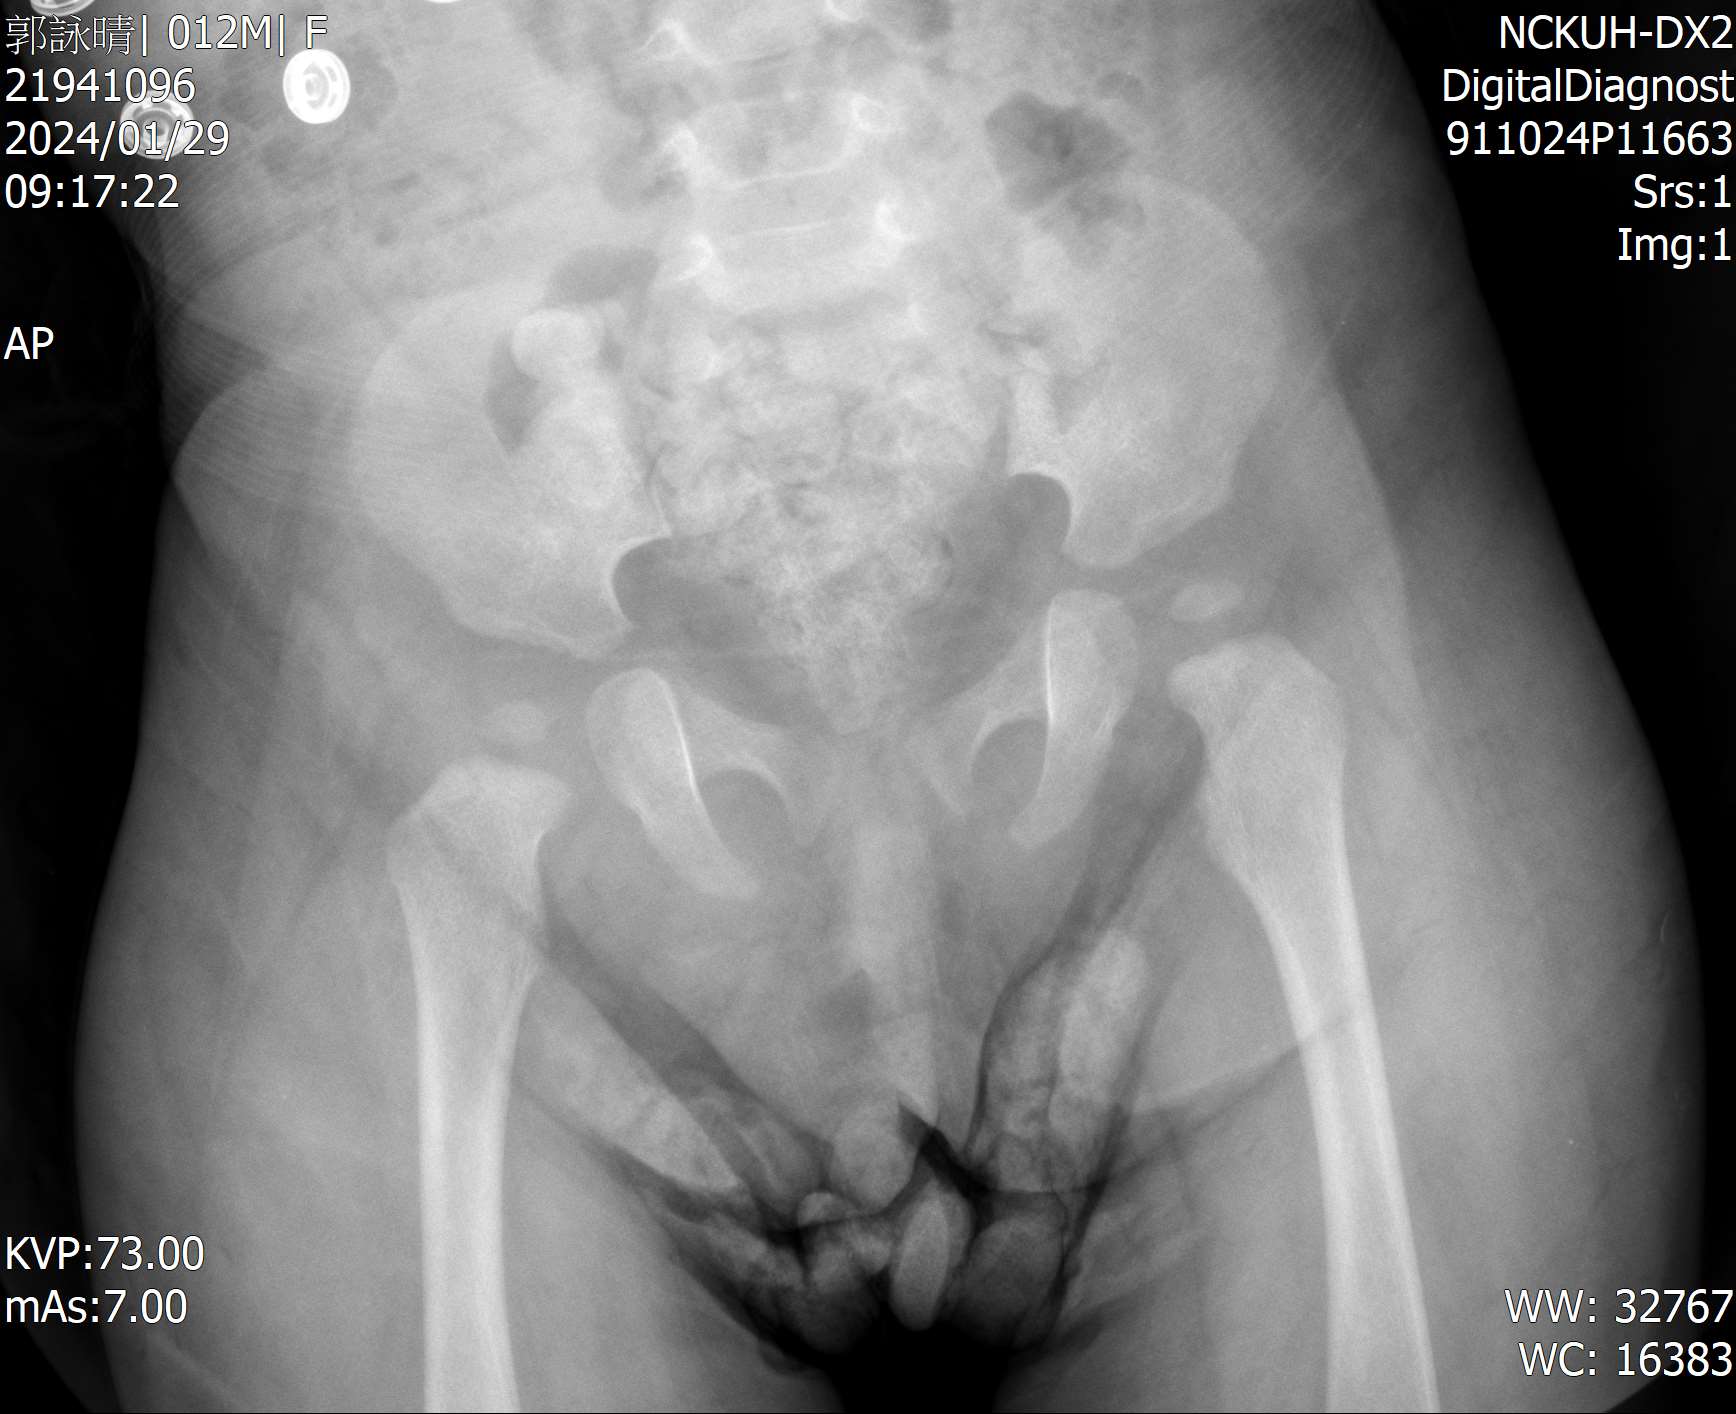 郭詠晴| 012M| F
21941096
2024/01/29
09:17:22
AP
NCKUH-DX2
DigitalDiagnost
911024P11663
Srs:1
Img:1
KVP:73.00
mAs:7.00
WW: 32767
WC: 16383